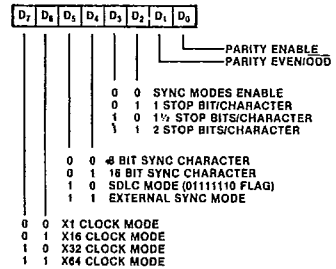 D7 D6 D5 D4 D3 D2 D1 D0
PARITY ENABLE
PARITY EVEN/ODD
0 0 SYNC MODES ENABLE
0 1 1 STOP BIT/CHARACTER
1 0 1½ STOP BITS/CHARACTER
1 1 2 STOP BITS/CHARACTER
0 0 8 BIT SYNC CHARACTER
0 1 16 BIT SYNC CHARACTER
1 0 SDLC MODE (01111110 FLAG)
1 1 EXTERNAL SYNC MODE
0 0 X1 CLOCK MODE
0 1 X16 CLOCK MODE
1 0 X32 CLOCK MODE
1 1 X64 CLOCK MODE